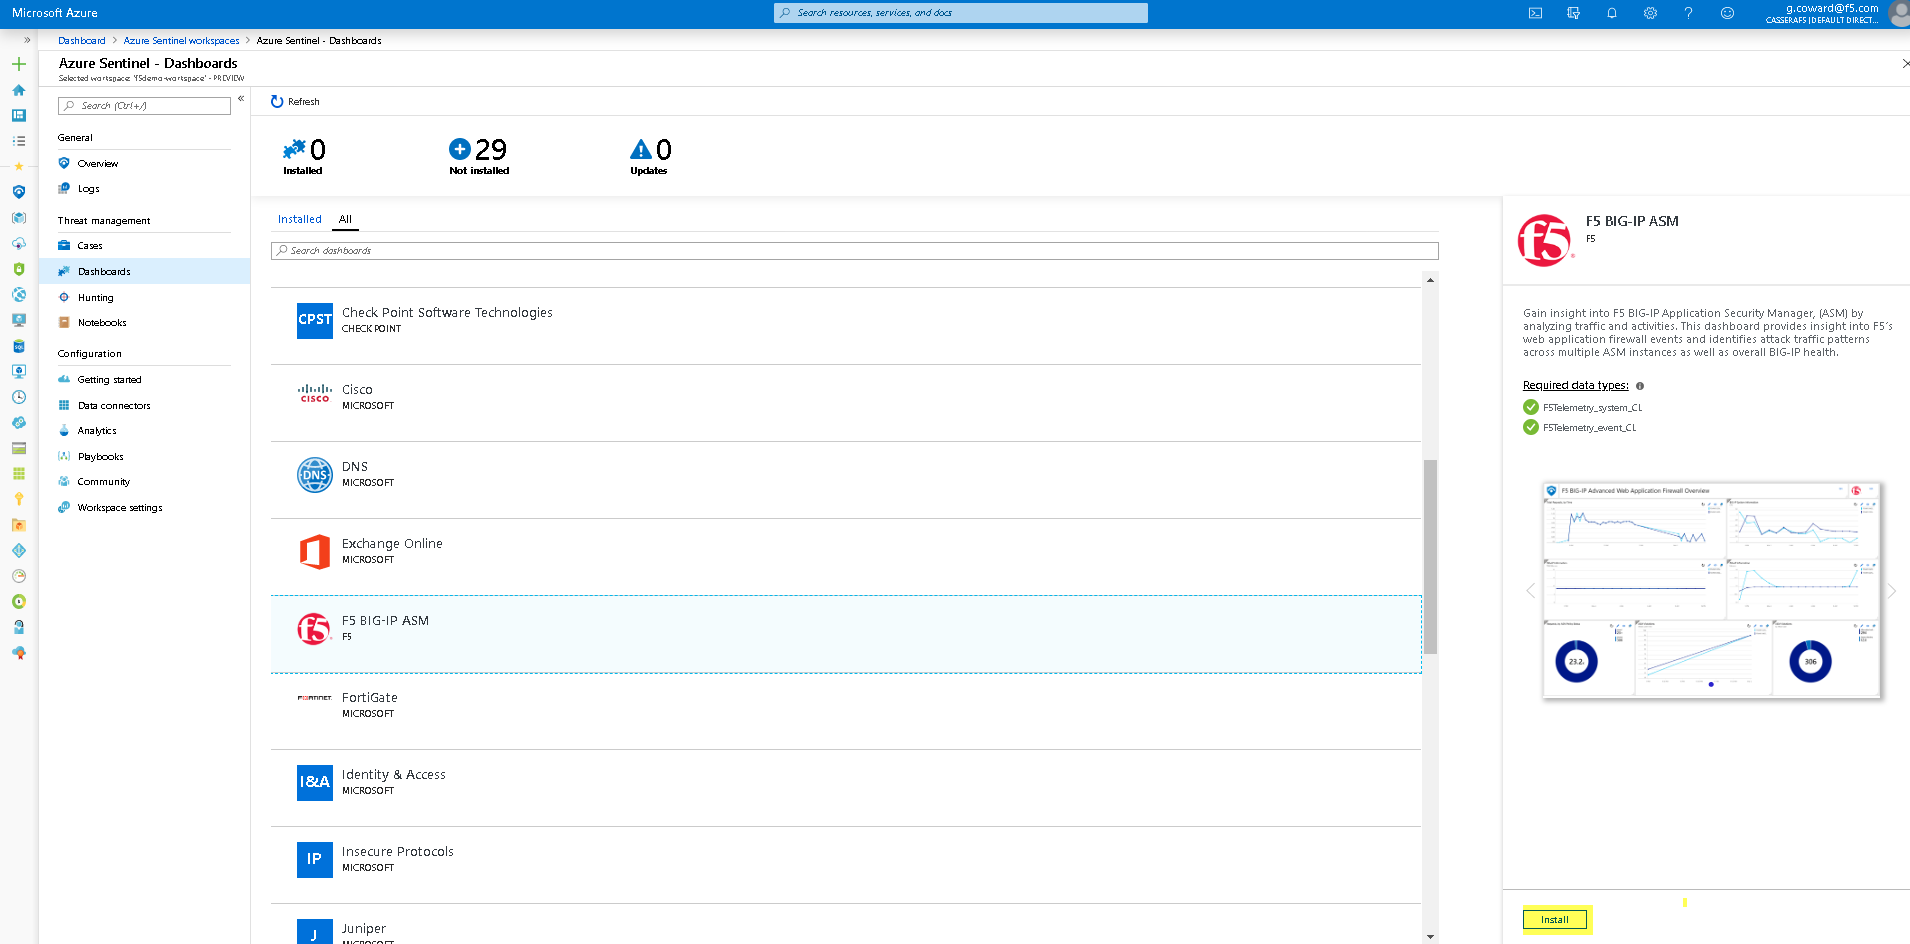 Microsoft Azure
Search resources, services, and docs
g.coward@f5.com
CASSERAF5 (DEFAULT DIRECT...
Dashboard > Azure Sentinel workspaces > Azure Sentinel - Dashboards
Azure Sentinel - Dashboards
Selected workspace: 'f5demo-workspace' - PREVIEW
Search (Ctrl+/)
General
Overview
Logs
Threat management
Cases
Dashboards
Hunting
Notebooks
Configuration
Getting started
Data connectors
Analytics
Playbooks
Community
Workspace settings
Refresh
0
Installed
29
Not installed
0
Updates
Installed
All
Search dashboards
CPST
Check Point Software Technologies
CHECK POINT
CISCO
Cisco
MICROSOFT
DNS
DNS
MICROSOFT
Exchange Online
MICROSOFT
f5
F5 BIG-IP ASM
F5
FORTINET
FortiGate
MICROSOFT
I&A
Identity & Access
MICROSOFT
IP
Insecure Protocols
MICROSOFT
J
Juniper
MICROSOFT
f5
F5 BIG-IP ASM
F5
Gain insight into F5 BIG-IP Application Security Manager, (ASM) by
analyzing traffic and activities. This dashboard provides insight into F5's
web application firewall events and identifies attack traffic patterns
across multiple ASM instances as well as overall BIG-IP health.
Required data types:
F5Telemetry_system_CL
F5Telemetry_event_CL
F5 BIG-IP Advanced Web Application Firewall Overview
23.2
306
Install